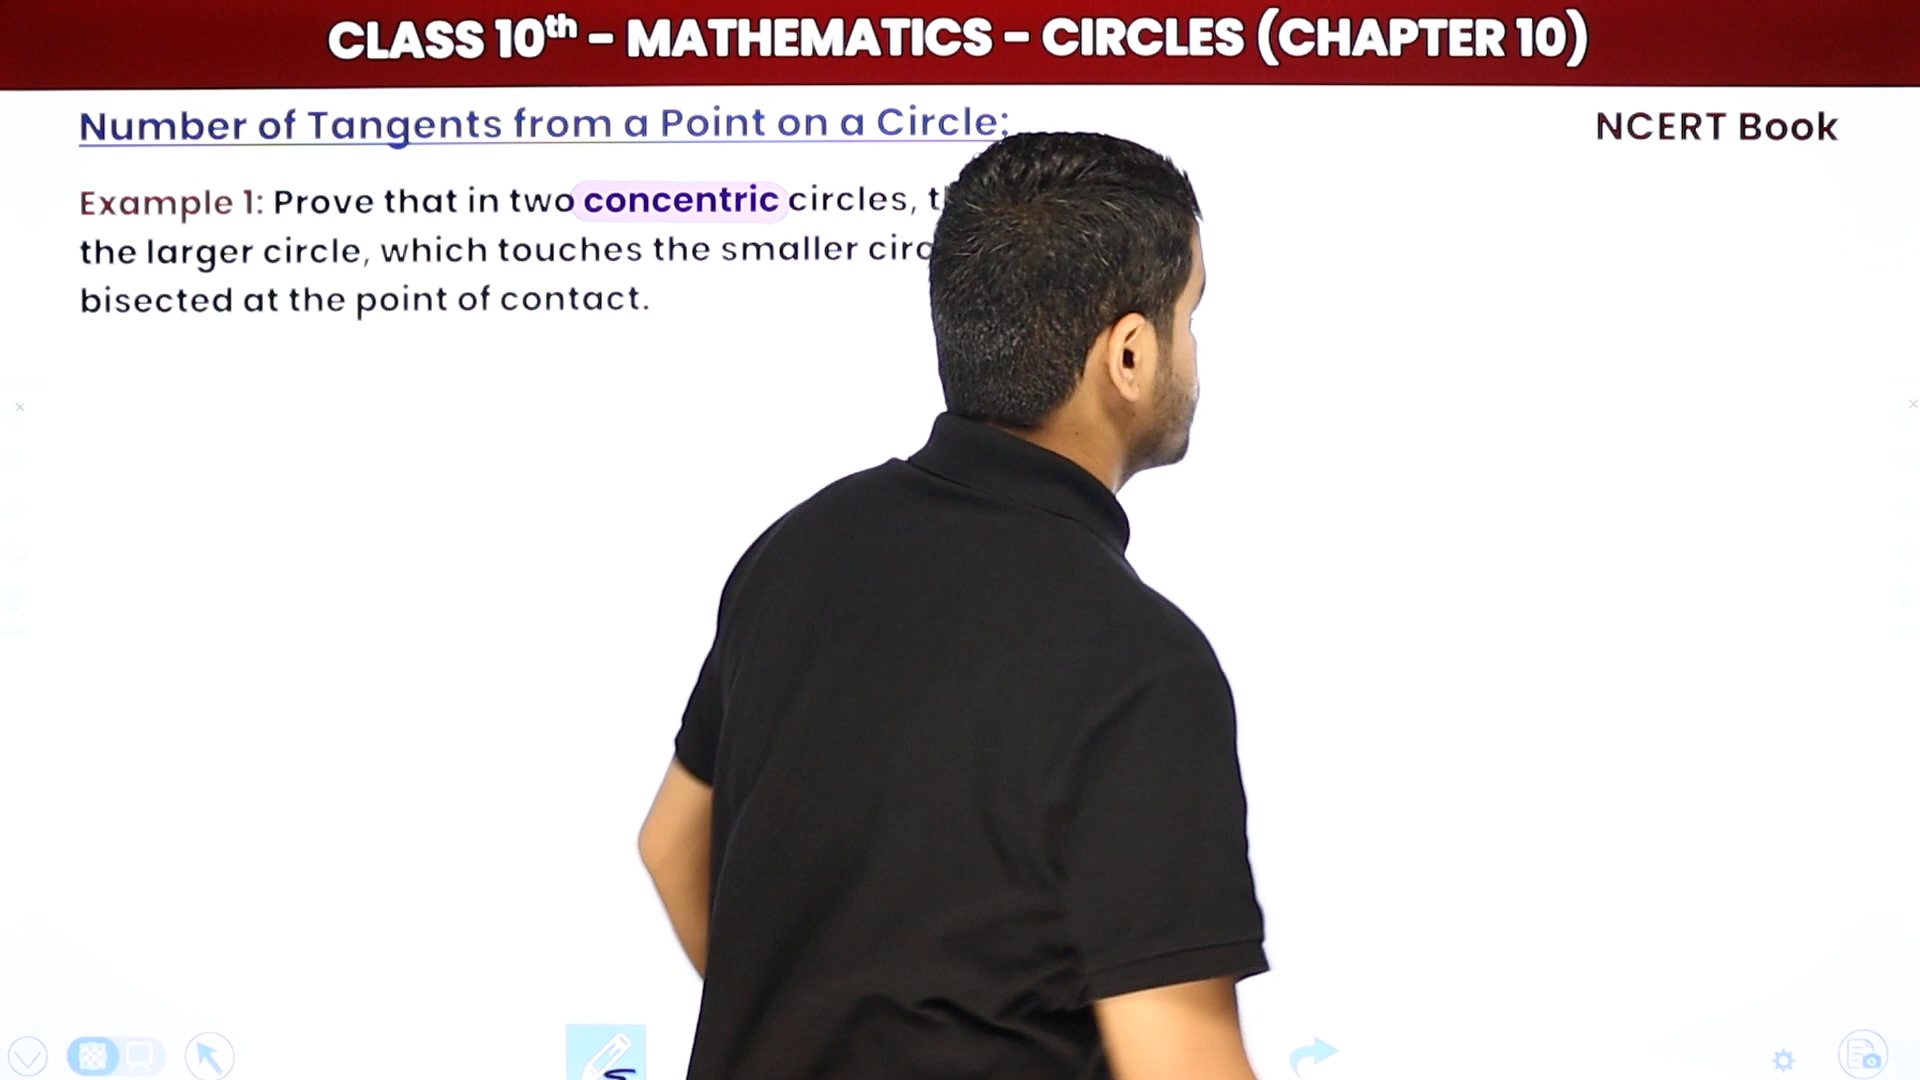 CLASS 10th - MATHEMATICS - CIRCLES (CHAPTER 10)
Number of Tangents from a Point on a Circle:
NCERT Book
Example 1: Prove that in two concentric circles,
the larger circle, which touches the smaller
bisected at the point of contact.